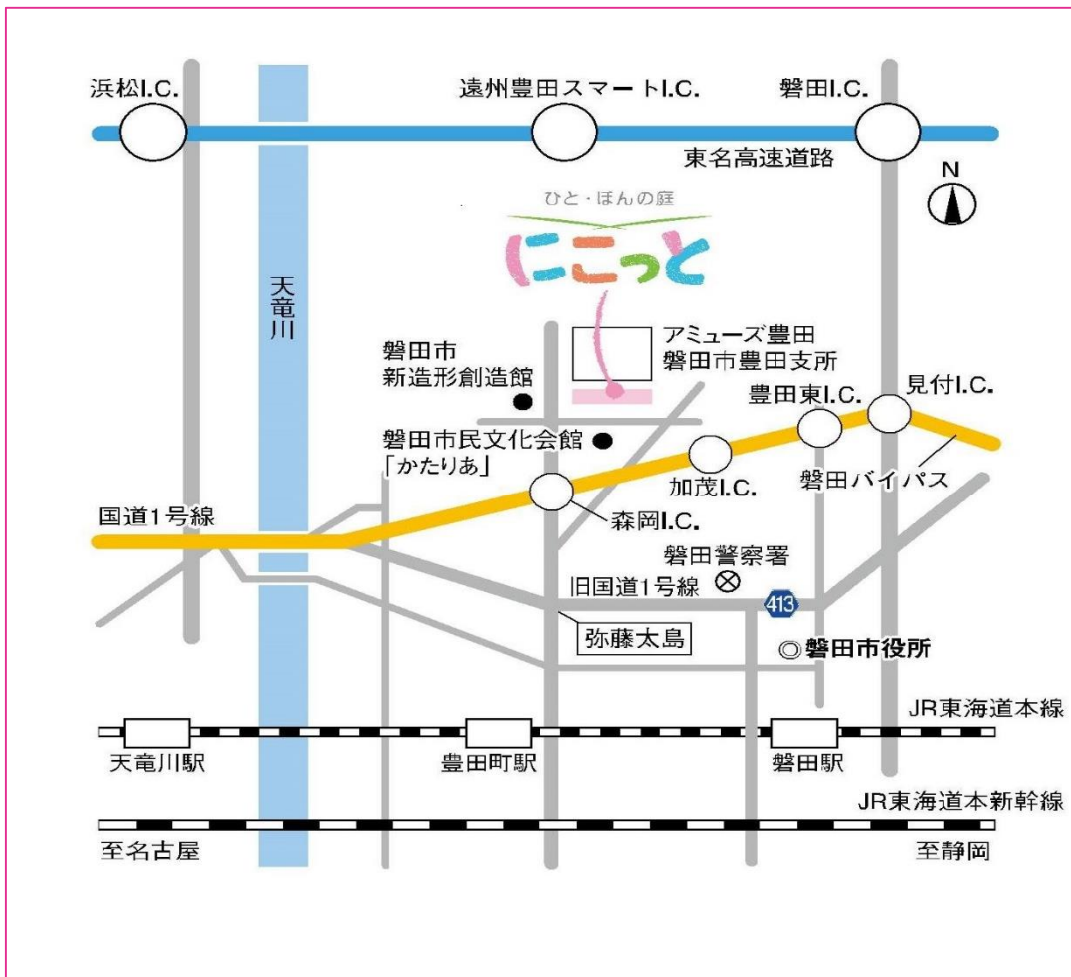 浜松I.C.
遠州豊田スマートI.C.
磐田I.C.
東名高速道路
N
ひと・ほんの庭
にこっと
天竜川
アミューズ豊田
磐田市豊田支所
磐田市
新造形創造館
豊田東I.C.
見付I.C.
磐田市民文化会館
「かたりあ」
加茂I.C.
磐田バイパス
国道1号線
森岡I.C.
磐田警察署
旧国道1号線
413
弥藤太島
磐田市役所
JR東海道本線
天竜川駅
豊田町駅
磐田駅
JR東海道本新幹線
至名古屋
至静岡